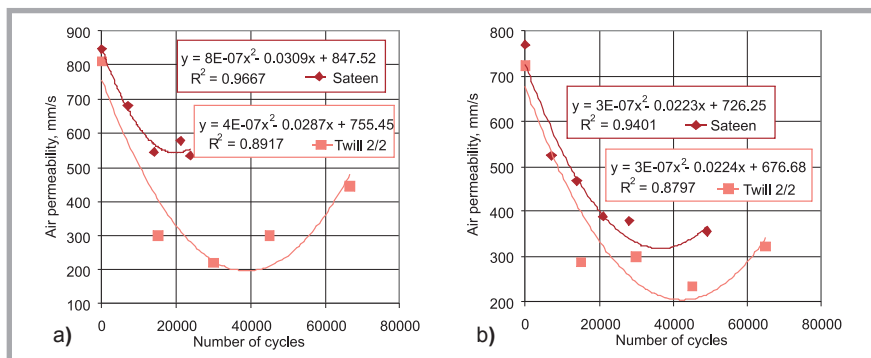 900
800
700
600
500
400
300
200
100
Air permeability, mm/s
y = 8E-07x² - 0.0309x + 847.52
R² = 0.9667
Sateen
y = 4E-07x² - 0.0287x + 755.45
R² = 0.8917
Twill 2/2
0 20000 40000 60000 80000
a)
Number of cycles
800
700
600
500
400
300
200
Air permeability, mm/s
y = 3E-07x² - 0.0223x + 726.25
R² = 0.9401
Sateen
y = 3E-07x² - 0.0224x + 676.68
R² = 0.8797
Twill 2/2
0 20000 40000 60000 80000
b)
Number of cycles